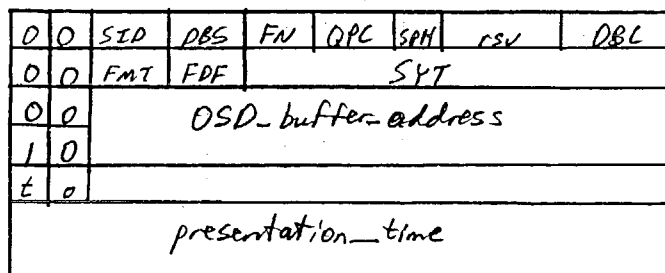 0 0 SID DBS FN QPC SPH rsv DBC
0 0 FMT FDF SYT
0 0 OSD_buffer_address
1 0
t 0
presentation_time